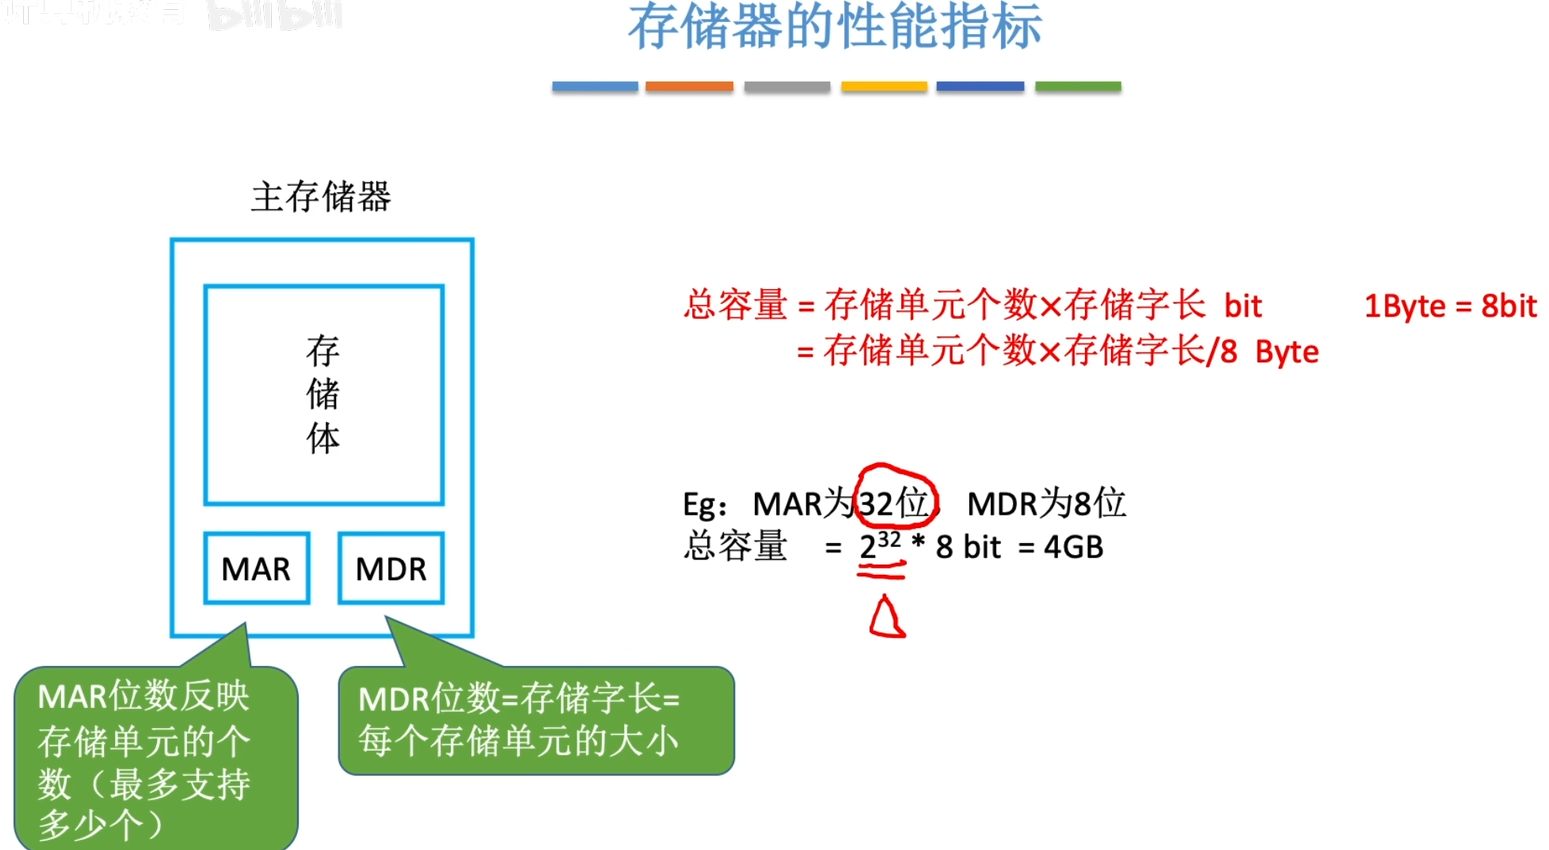 bilibili
存储器的性能指标
主存储器
存
储
体
MAR
MDR
MAR位数反映
存储单元的个
数（最多支持
多少个）
MDR位数=存储字长=
每个存储单元的大小
总容量 = 存储单元个数×存储字长 bit
1Byte = 8bit
= 存储单元个数×存储字长/8 Byte
Eg：MAR为32位，MDR为8位
总容量 = 2³² * 8 bit = 4GB